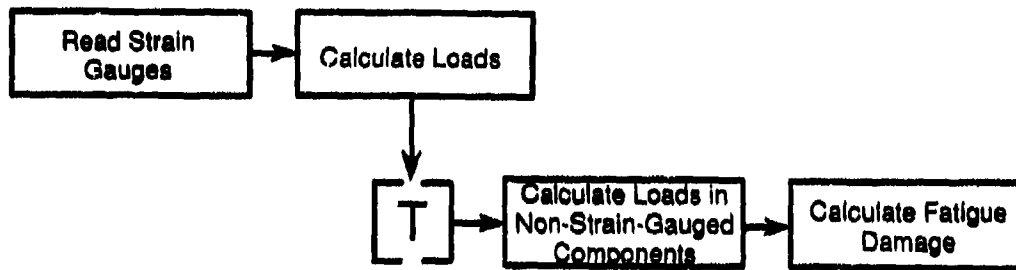 Read Strain
Gauges
Calculate Loads
T
Calculate Loads in
Non-Strain-Gauged
Components
Calculate Fatigue
Damage